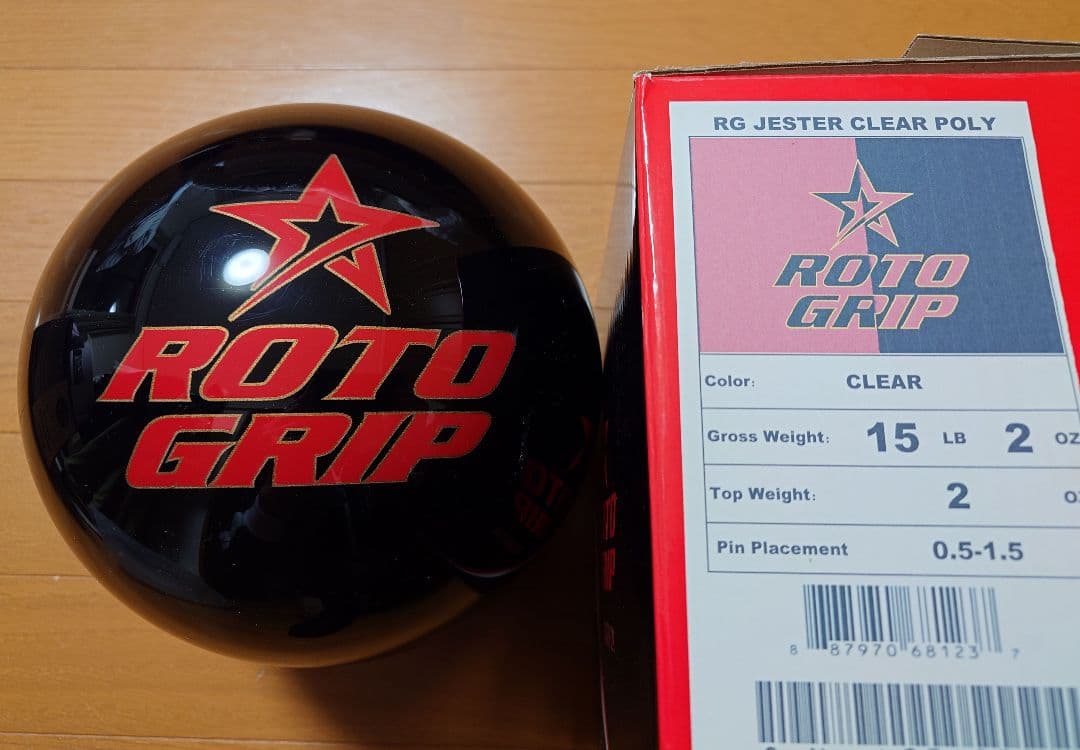 ROTO
GRIP
RG JESTER CLEAR POLY
ROTO
GRIP
Color: CLEAR
Gross Weight: 15 LB 2 OZ
Top Weight: 2
Pin Placement 0.5-1.5
8 87970 68123 7